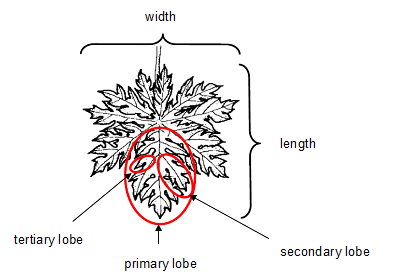 width
length
tertiary lobe
secondary lobe
primary lobe